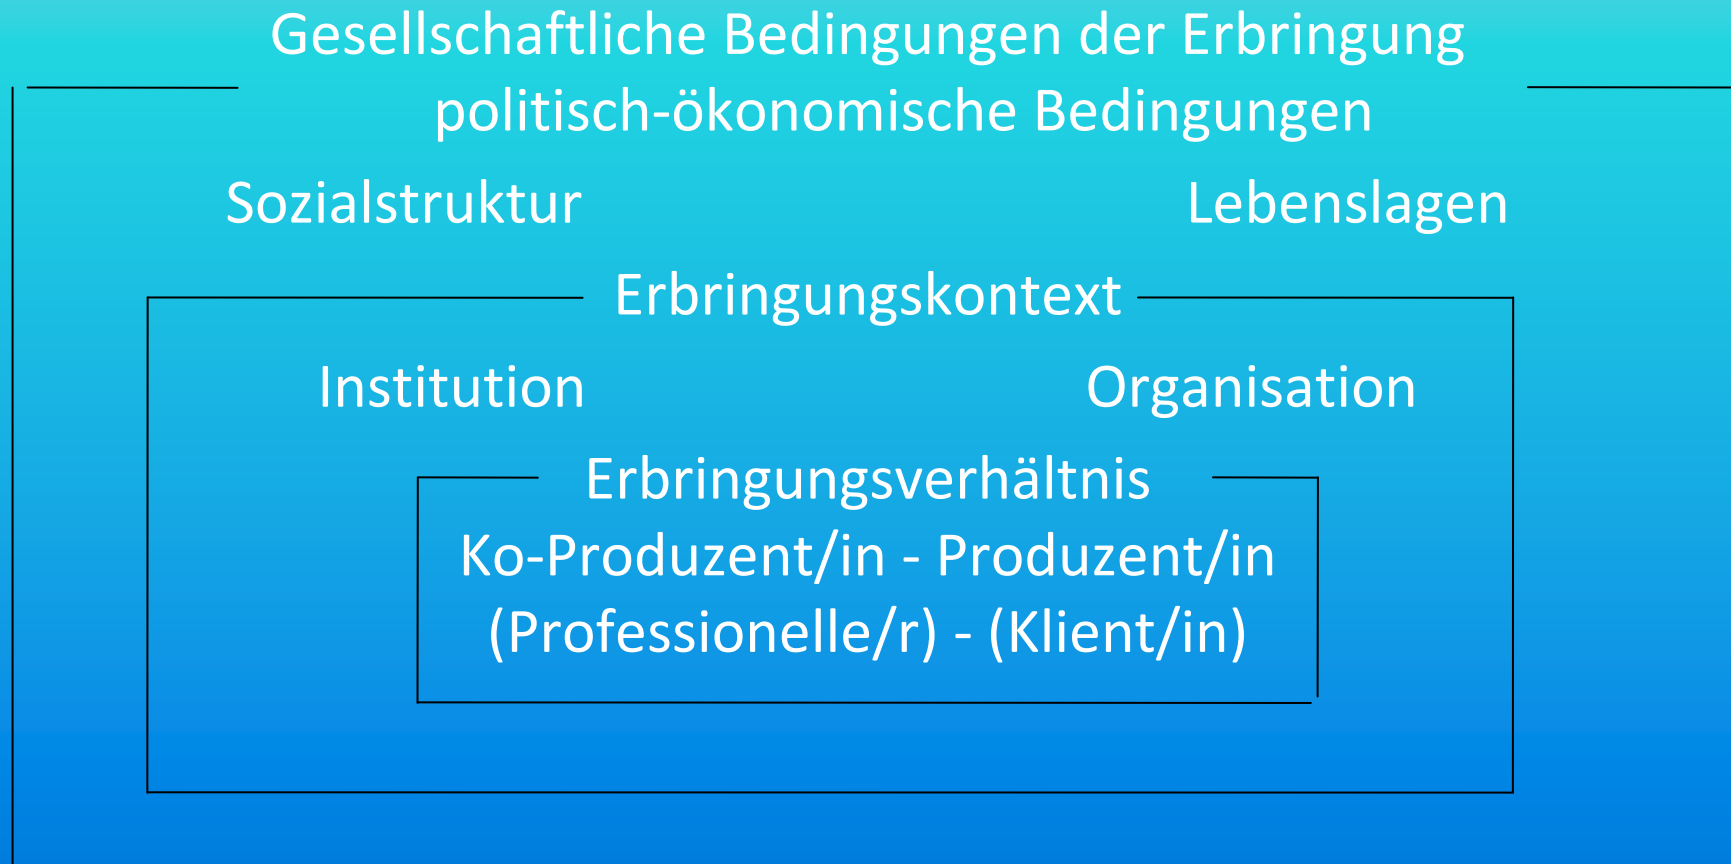 Gesellschaftliche Bedingungen der Erbringung
politisch-ökonomische Bedingungen
Sozialstruktur Lebenslagen
Erbringungskontext
Institution Organisation
Erbringungsverhältnis
Ko-Produzent/in - Produzent/in
(Professionelle/r) - (Klient/in)